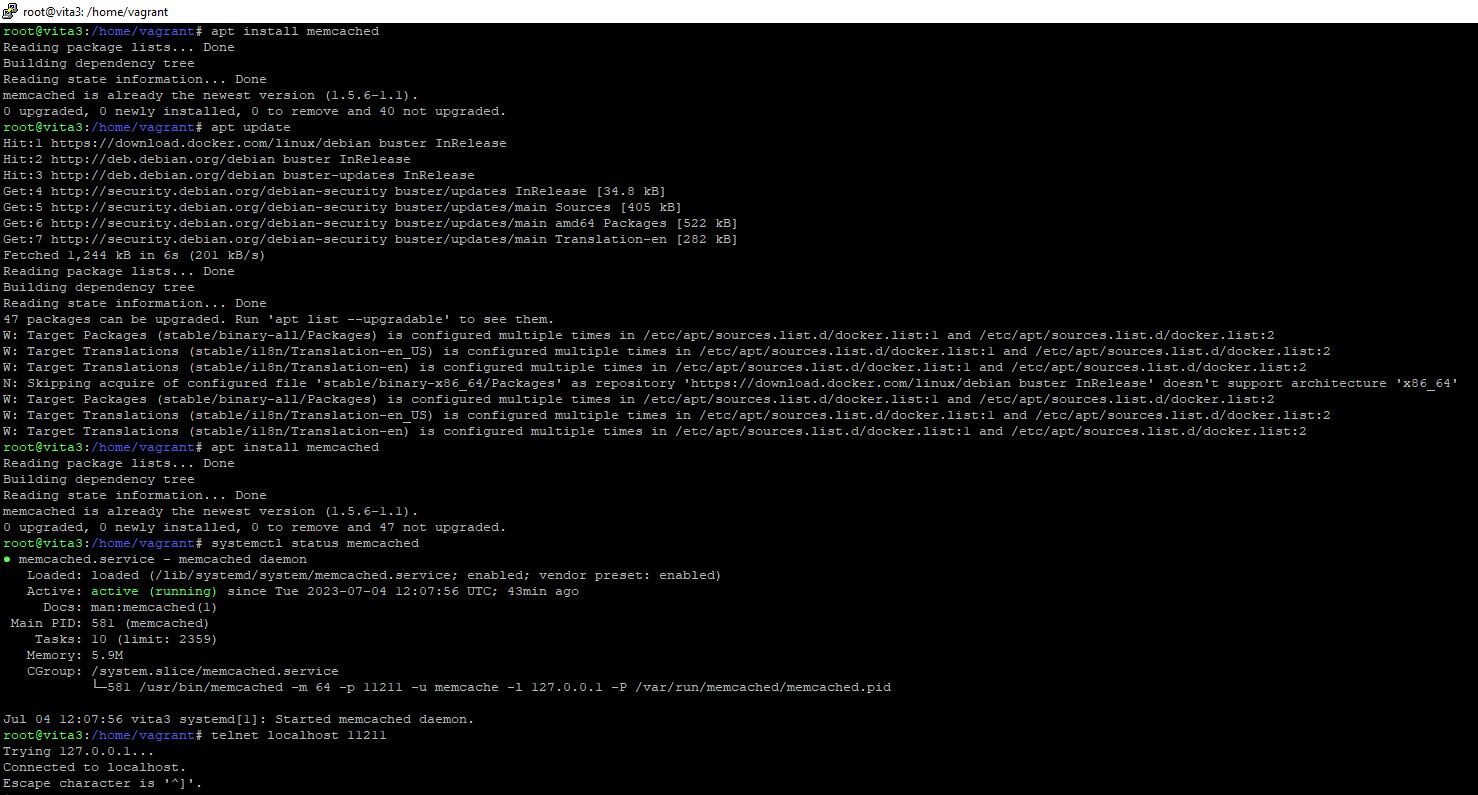 root@vita3: /home/vagrant
root@vita3:/home/vagrant# apt install memcached
Reading package lists... Done
Building dependency tree
Reading state information... Done
memcached is already the newest version (1.5.6-1.1).
0 upgraded, 0 newly installed, 0 to remove and 40 not upgraded.
root@vita3:/home/vagrant# apt update
Hit:1 https://download.docker.com/linux/debian buster InRelease
Hit:2 http://deb.debian.org/debian buster InRelease
Hit:3 http://deb.debian.org/debian buster-updates InRelease
Get:4 http://security.debian.org/debian-security buster/updates InRelease [34.8 kB]
Get:5 http://security.debian.org/debian-security buster/updates/main Sources [405 kB]
Get:6 http://security.debian.org/debian-security buster/updates/main amd64 Packages [522 kB]
Get:7 http://security.debian.org/debian-security buster/updates/main Translation-en [282 kB]
Fetched 1,244 kB in 6s (201 kB/s)
Reading package lists... Done
Building dependency tree
Reading state information... Done
47 packages can be upgraded. Run 'apt list --upgradable' to see them.
W: Target Packages (stable/binary-all/Packages) is configured multiple times in /etc/apt/sources.list.d/docker.list:1 and /etc/apt/sources.list.d/docker.list:2
W: Target Translations (stable/i18n/Translation-en_US) is configured multiple times in /etc/apt/sources.list.d/docker.list:1 and /etc/apt/sources.list.d/docker.list:2
W: Target Translations (stable/i18n/Translation-en) is configured multiple times in /etc/apt/sources.list.d/docker.list:1 and /etc/apt/sources.list.d/docker.list:2
N: Skipping acquire of configured file 'stable/binary-x86_64/Packages' as repository 'https://download.docker.com/linux/debian buster InRelease' doesn't support architecture 'x86_64'
W: Target Packages (stable/binary-all/Packages) is configured multiple times in /etc/apt/sources.list.d/docker.list:1 and /etc/apt/sources.list.d/docker.list:2
W: Target Translations (stable/i18n/Translation-en_US) is configured multiple times in /etc/apt/sources.list.d/docker.list:1 and /etc/apt/sources.list.d/docker.list:2
W: Target Translations (stable/i18n/Translation-en) is configured multiple times in /etc/apt/sources.list.d/docker.list:1 and /etc/apt/sources.list.d/docker.list:2
root@vita3:/home/vagrant# apt install memcached
Reading package lists... Done
Building dependency tree
Reading state information... Done
memcached is already the newest version (1.5.6-1.1).
0 upgraded, 0 newly installed, 0 to remove and 47 not upgraded.
root@vita3:/home/vagrant# systemctl status memcached
● memcached.service - memcached daemon
   Loaded: loaded (/lib/systemd/system/memcached.service; enabled; vendor preset: enabled)
   Active: active (running) since Tue 2023-07-04 12:07:56 UTC; 43min ago
     Docs: man:memcached(1)
 Main PID: 581 (memcached)
    Tasks: 10 (limit: 2359)
   Memory: 5.9M
   CGroup: /system.slice/memcached.service
           └─581 /usr/bin/memcached -m 64 -p 11211 -u memcache -l 127.0.0.1 -P /var/run/memcached/memcached.pid
Jul 04 12:07:56 vita3 systemd[1]: Started memcached daemon.
root@vita3:/home/vagrant# telnet localhost 11211
Trying 127.0.0.1...
Connected to localhost.
Escape character is '^]'.